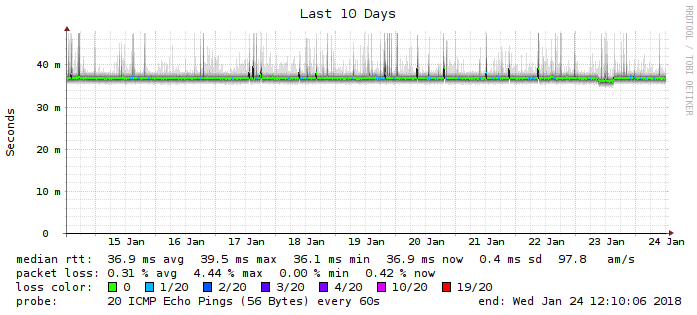 Last 10 Days
RRDTOOL / TOBI OETIKER
Seconds
40 m
30 m
20 m
10 m
0
15 Jan 16 Jan 17 Jan 18 Jan 19 Jan 20 Jan 21 Jan 22 Jan 23 Jan 24 Jan
median rtt: 36.9 ms avg 39.5 ms max 36.1 ms min 36.9 ms now 0.4 ms sd 97.8 am/s
packet loss: 0.31 % avg 4.44 % max 0.00 % min 0.42 % now
loss color: 0 1/20 2/20 3/20 4/20 10/20 19/20
probe: 20 ICMP Echo Pings (56 Bytes) every 60s end: Wed Jan 24 12:10:06 2018